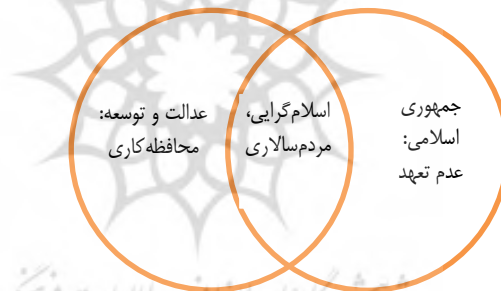 جمهوری
اسلامی:
عدم تعهد
اسلام‌گرایی،
مردم‌سالاری
عدالت و توسعه:
محافظه‌کاری